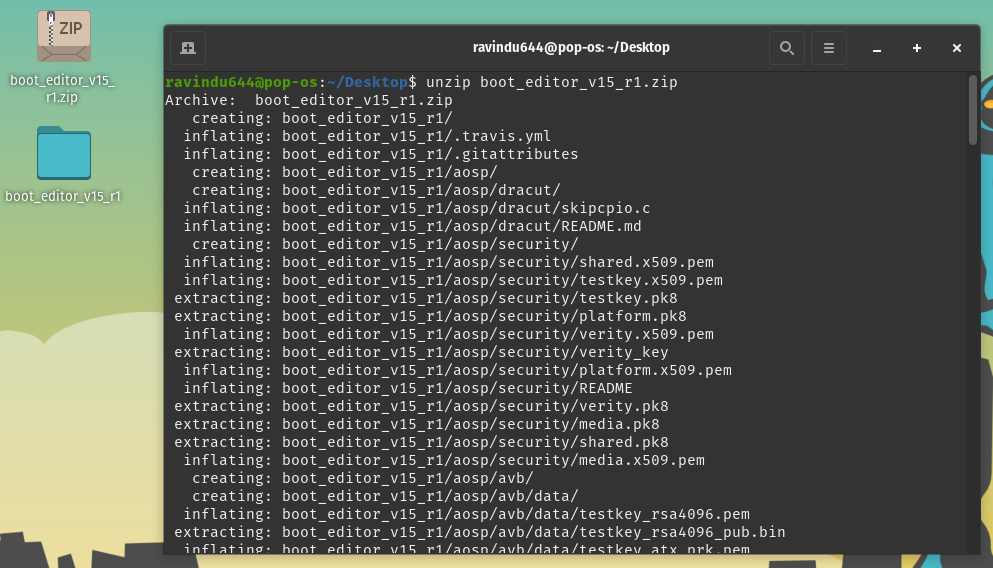 ZIP
boot_editor_v15_
r1.zip
boot_editor_v15_r1
ravindu644@pop-os: ~/Desktop
ravindu644@pop-os:~/Desktop$ unzip boot_editor_v15_r1.zip
Archive:  boot_editor_v15_r1.zip
   creating: boot_editor_v15_r1/
  inflating: boot_editor_v15_r1/.travis.yml
  inflating: boot_editor_v15_r1/.gitattributes
   creating: boot_editor_v15_r1/aosp/
   creating: boot_editor_v15_r1/aosp/dracut/
  inflating: boot_editor_v15_r1/aosp/dracut/skipcpio.c
  inflating: boot_editor_v15_r1/aosp/dracut/README.md
   creating: boot_editor_v15_r1/aosp/security/
  inflating: boot_editor_v15_r1/aosp/security/shared.x509.pem
  inflating: boot_editor_v15_r1/aosp/security/testkey.x509.pem
 extracting: boot_editor_v15_r1/aosp/security/testkey.pk8
 extracting: boot_editor_v15_r1/aosp/security/platform.pk8
  inflating: boot_editor_v15_r1/aosp/security/verity.x509.pem
 extracting: boot_editor_v15_r1/aosp/security/verity_key
  inflating: boot_editor_v15_r1/aosp/security/platform.x509.pem
  inflating: boot_editor_v15_r1/aosp/security/README
 extracting: boot_editor_v15_r1/aosp/security/verity.pk8
 extracting: boot_editor_v15_r1/aosp/security/media.pk8
 extracting: boot_editor_v15_r1/aosp/security/shared.pk8
  inflating: boot_editor_v15_r1/aosp/security/media.x509.pem
   creating: boot_editor_v15_r1/aosp/avb/
   creating: boot_editor_v15_r1/aosp/avb/data/
  inflating: boot_editor_v15_r1/aosp/avb/data/testkey_rsa4096.pem
 extracting: boot_editor_v15_r1/aosp/avb/data/testkey_rsa4096_pub.bin
  inflating: boot_editor_v15_r1/aosp/avb/data/testkey_atx_prk.pem